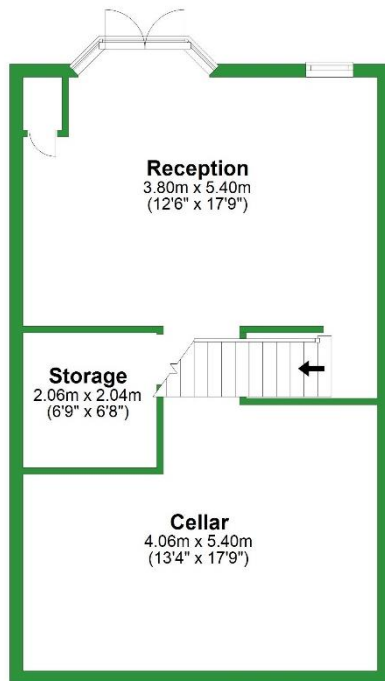 Reception
3.80m x 5.40m
(12'6" x 17'9")
Storage
2.06m x 2.04m
(6'9" x 6'8")
Cellar
4.06m x 5.40m
(13'4" x 17'9")